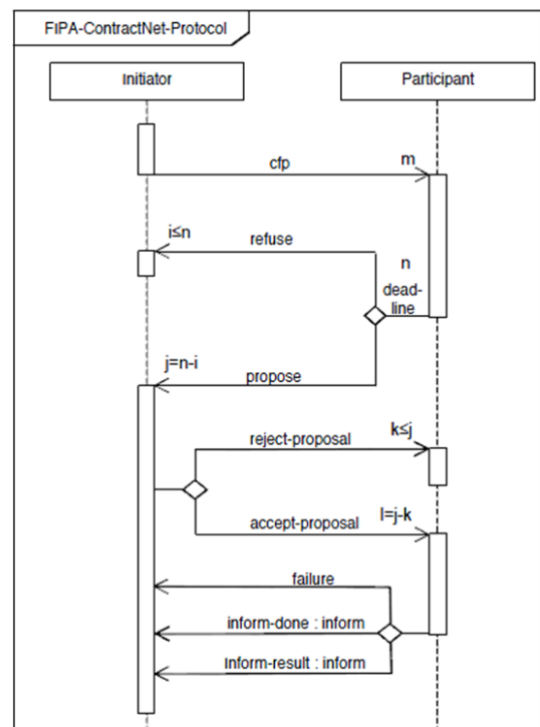 FIPA-ContractNet-Protocol
Initiator
Participant
cfp
m
i≤n
refuse
n
dead-
line
j=n-i
propose
reject-proposal
k≤j
accept-proposal
l=j-k
failure
inform-done : inform
Inform-result : inform